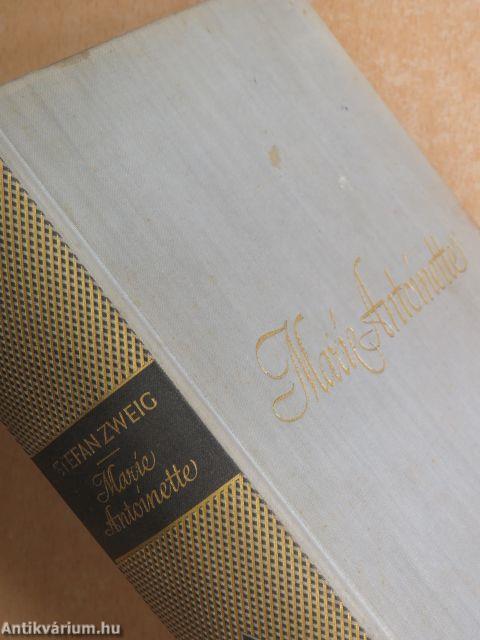 Marie Antoinette
STEFAN ZWEIG
Marie
Antoinette
Antikvárium.hu